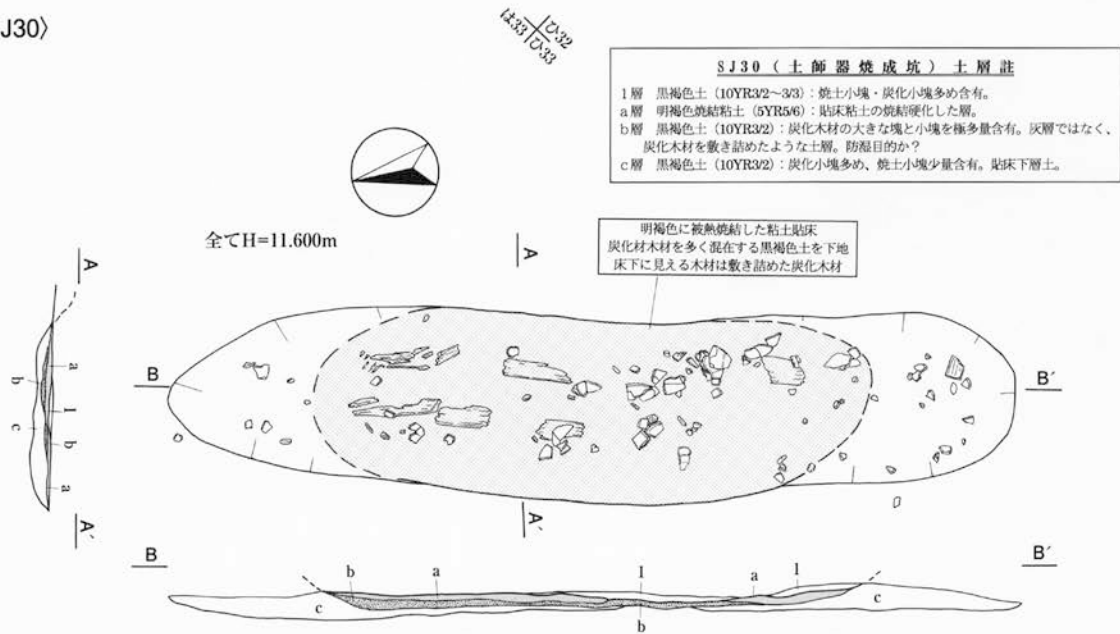 J30〉
は33 ひ32
ひ33
SJ30（土師器焼成坑）土層註
1層 黒褐色土（10YR3/2～3/3）：焼土小塊・炭化小塊多め含有。
a層 明褐色焼結粘土（5YR5/6）：貼床粘土の焼結硬化した層。
b層 黒褐色土（10YR3/2）：炭化木材の大きな塊と小塊を極多量含有。灰層ではなく、
炭化木材を敷き詰めたような土層。防湿目的か？
c層 黒褐色土（10YR3/2）：炭化小塊多め、焼土小塊少量含有。貼床下層土。
全てH=11.600m
明褐色に被熱焼結した粘土貼床
炭化材木材を多く混在する黒褐色土を下地
床下に見える木材は敷き詰めた炭化木材
A
A
a
b
1
c
b
a
A'
B
B'
A'
B
B'
b
a
1
a
1
c
c
b